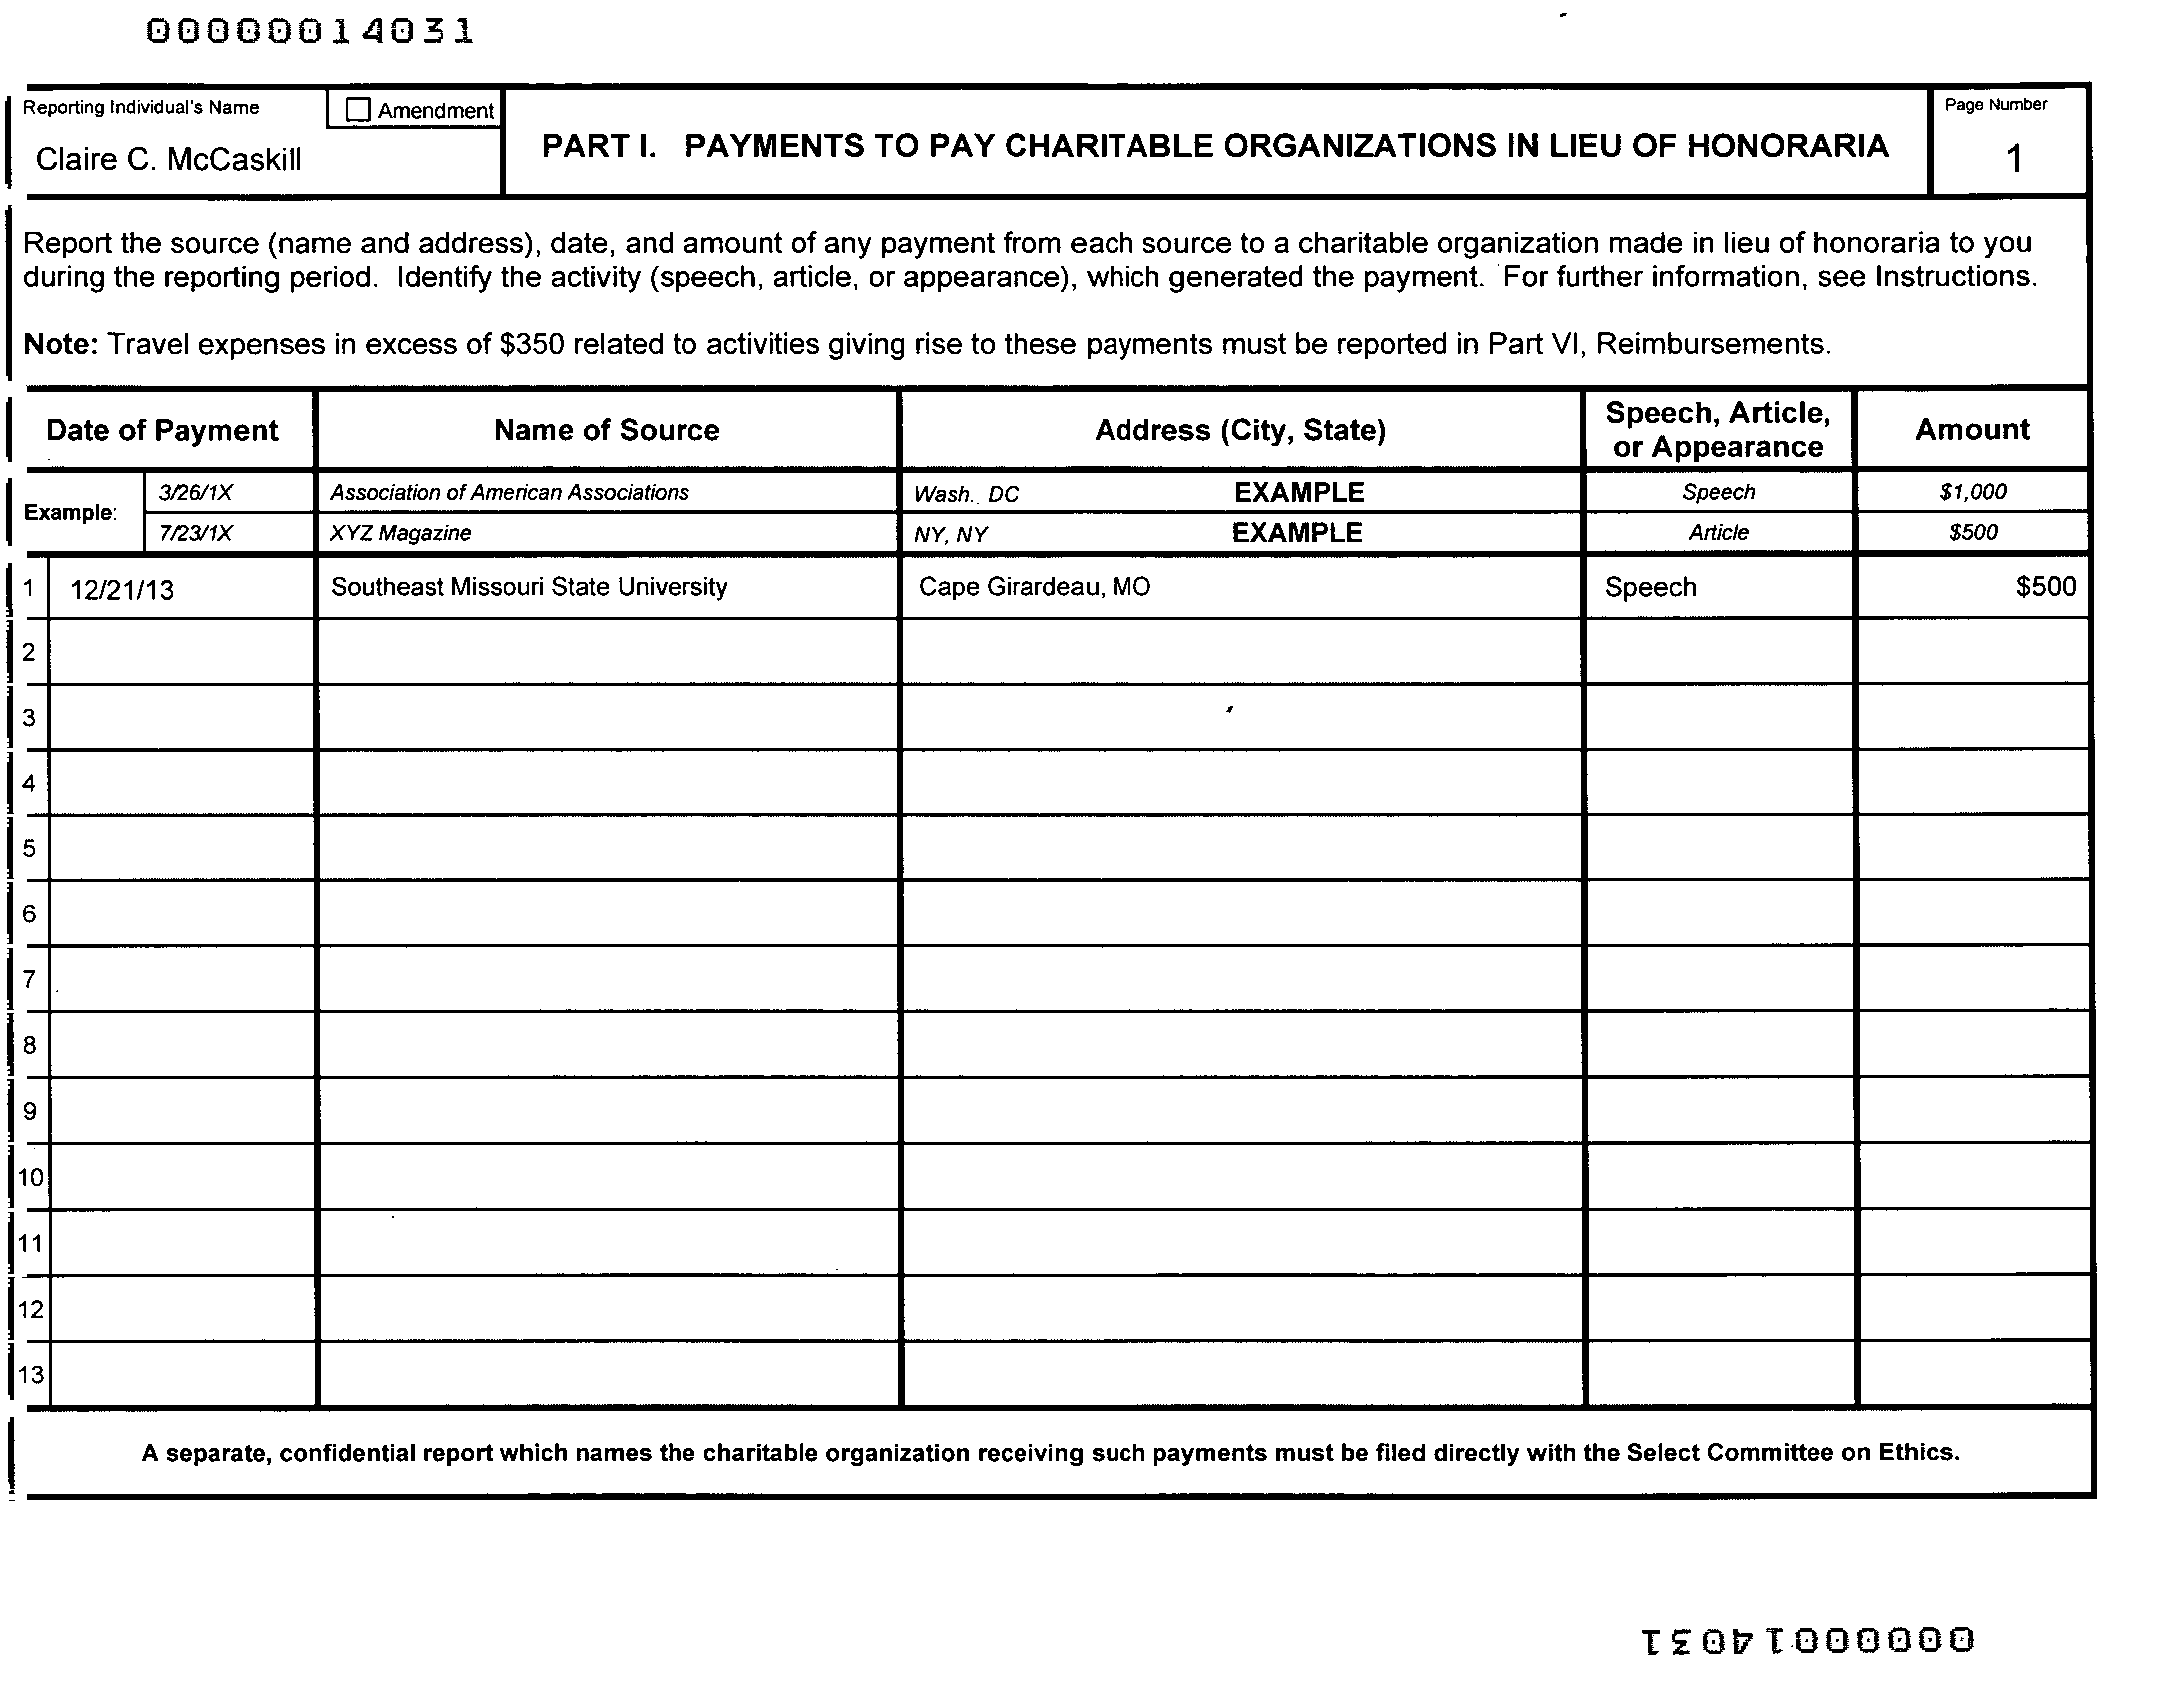 00000014031
Reporting Individual's Name
☐ Amendment
Claire C. McCaskill
PART I. PAYMENTS TO PAY CHARITABLE ORGANIZATIONS IN LIEU OF HONORARIA
Page Number
1
Report the source (name and address), date, and amount of any payment from each source to a charitable organization made in lieu of honoraria to you
during the reporting period. Identify the activity (speech, article, or appearance), which generated the payment. For further information, see Instructions.
Note: Travel expenses in excess of $350 related to activities giving rise to these payments must be reported in Part VI, Reimbursements.
Date of Payment Name of Source Address (City, State) Speech, Article, or Appearance Amount
Example: 3/26/1X Association of American Associations Wash., DC EXAMPLE Speech $1,000
7/23/1X XYZ Magazine NY, NY EXAMPLE Article $500
1 12/21/13 Southeast Missouri State University Cape Girardeau, MO Speech $500
2
3
4
5
6
7
8
9
10
11
12
13
A separate, confidential report which names the charitable organization receiving such payments must be filed directly with the Select Committee on Ethics.
00000014031